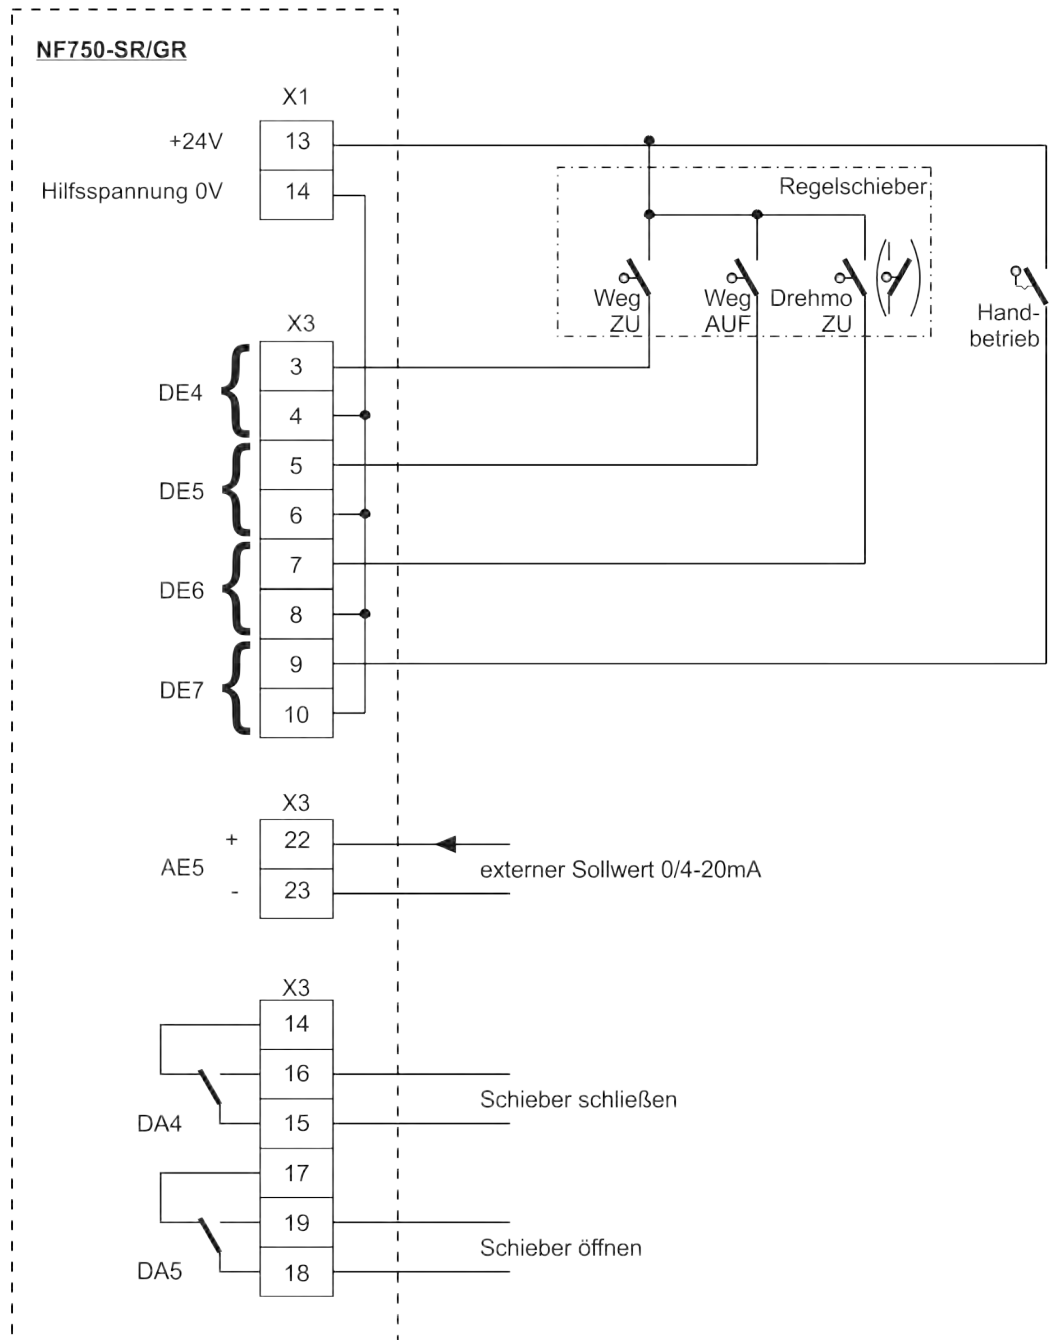 NF750-SR/GR
X1
+24V 13
Hilfsspannung 0V 14
Regelschieber
Weg
ZU
Weg
AUF
Drehmo
ZU
Hand-
betrieb
X3
DE4
3
4
DE5
5
6
DE6
7
8
DE7
9
10
X3
AE5
+ 22
- 23
externer Sollwert 0/4-20mA
X3
14
16
Schieber schließen
DA4 15
17
19
Schieber öffnen
DA5 18